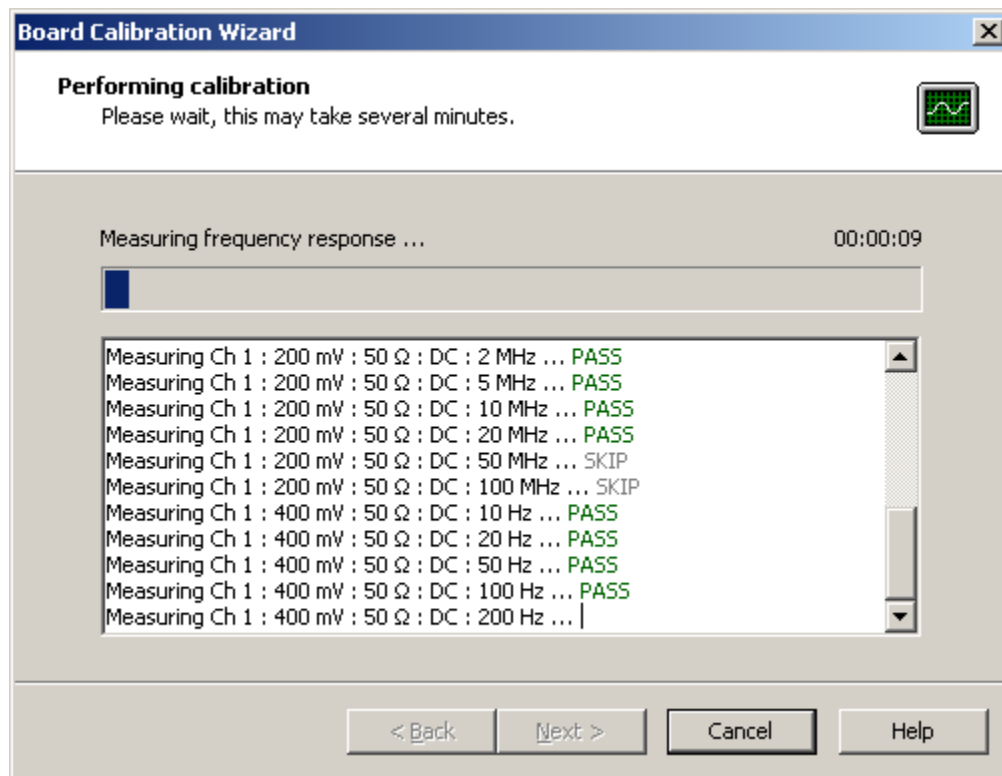 Board Calibration Wizard
Performing calibration
Please wait, this may take several minutes.
Measuring frequency response ... 00:00:09
Measuring Ch 1 : 200 mV : 50 Ω : DC : 2 MHz ... PASS
Measuring Ch 1 : 200 mV : 50 Ω : DC : 5 MHz ... PASS
Measuring Ch 1 : 200 mV : 50 Ω : DC : 10 MHz ... PASS
Measuring Ch 1 : 200 mV : 50 Ω : DC : 20 MHz ... PASS
Measuring Ch 1 : 200 mV : 50 Ω : DC : 50 MHz ... SKIP
Measuring Ch 1 : 200 mV : 50 Ω : DC : 100 MHz ... SKIP
Measuring Ch 1 : 400 mV : 50 Ω : DC : 10 Hz ... PASS
Measuring Ch 1 : 400 mV : 50 Ω : DC : 20 Hz ... PASS
Measuring Ch 1 : 400 mV : 50 Ω : DC : 50 Hz ... PASS
Measuring Ch 1 : 400 mV : 50 Ω : DC : 100 Hz ... PASS
Measuring Ch 1 : 400 mV : 50 Ω : DC : 200 Hz ...
< Back Next > Cancel Help